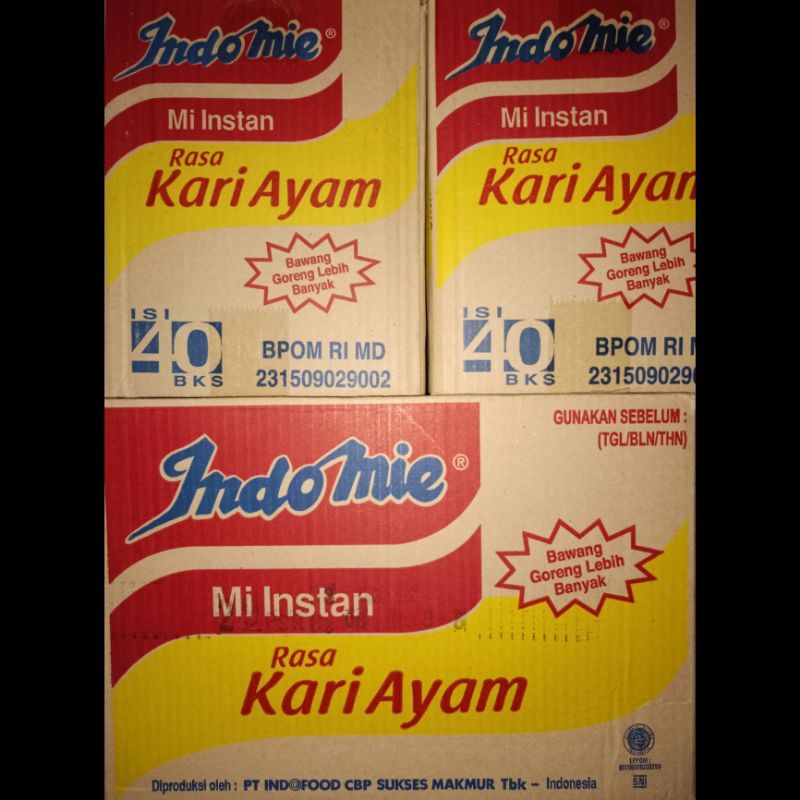 Indomie®
Mi Instan
Rasa
Kari Ayam
Bawang
Goreng Lebih
Banyak
ISI
40
BKS
BPOM RI MD
231509029002
Indomie®
Mi Instan
Rasa
Kari Ayam
Bawang
Goreng Lebih
Banyak
ISI
40
BKS
BPOM RI
2315090290
GUNAKAN SEBELUM :
(TGL/BLN/THN)
Indomie®
Bawang
Goreng Lebih
Banyak
Mi Instan
Rasa
Kari Ayam
LPPOM :
SNI
Diproduksi oleh : PT INDOFOOD CBP SUKSES MAKMUR Tbk – Indonesia